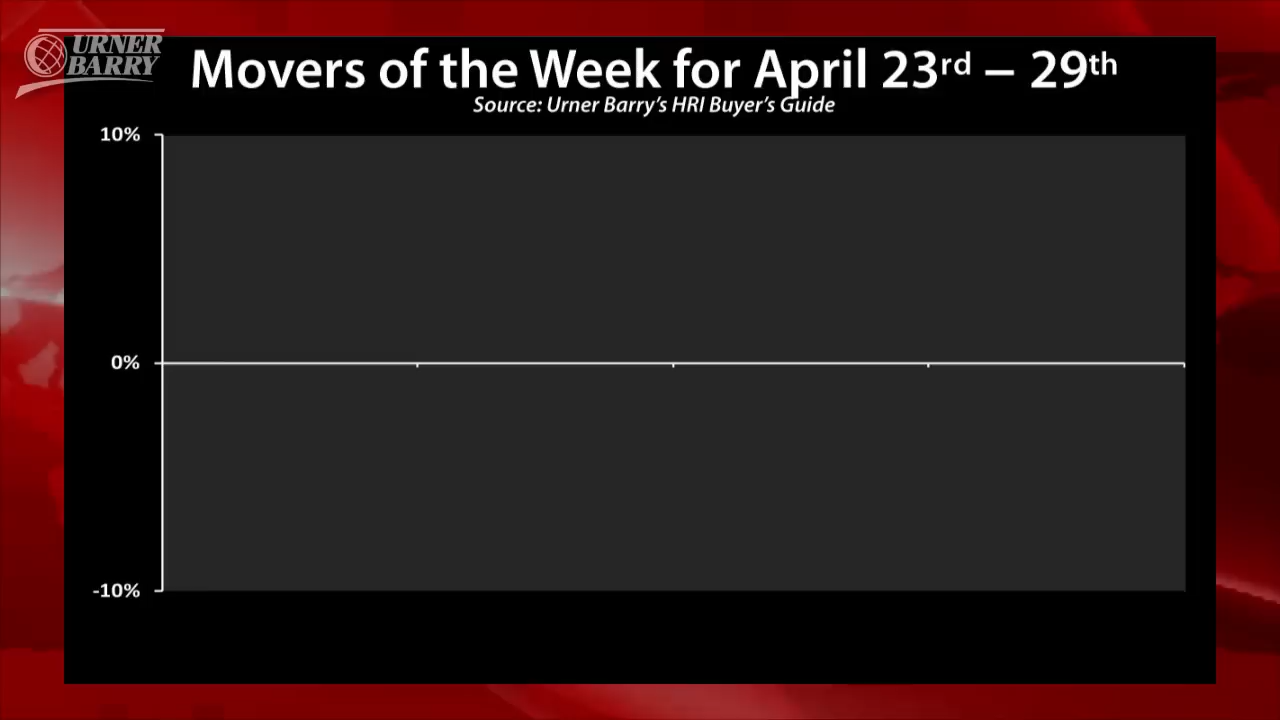 URNER
BARRY
Movers of the Week for April 23rd – 29th
Source: Urner Barry's HRI Buyer's Guide
10%
0%
-10%